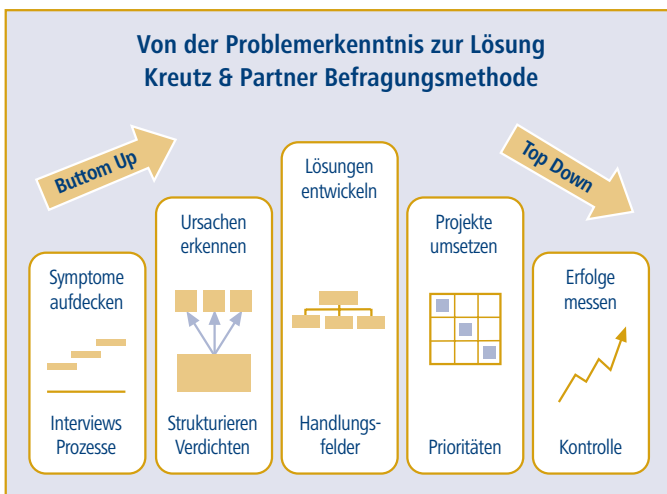 Von der Problemerkenntnis zur Lösung
Kreutz & Partner Befragungsmethode
Buttom Up
Top Down
Symptome
aufdecken
Interviews
Prozesse
Ursachen
erkennen
Strukturieren
Verdichten
Lösungen
entwickeln
Handlungs-
felder
Projekte
umsetzen
Prioritäten
Erfolge
messen
Kontrolle